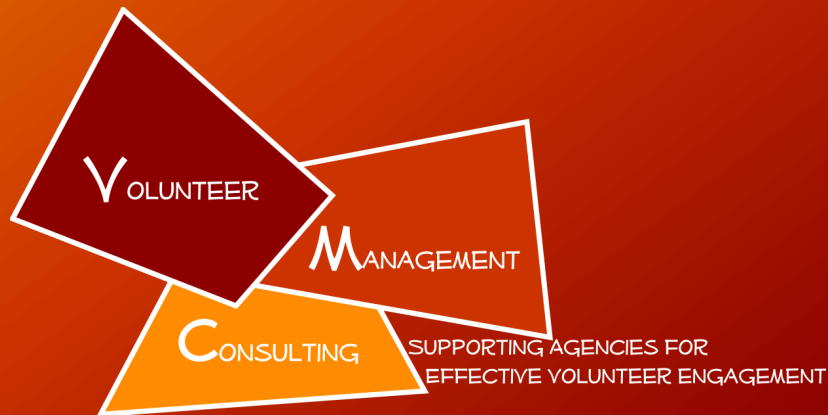 VOLUNTEER
MANAGEMENT
CONSULTING
SUPPORTING AGENCIES FOR
EFFECTIVE VOLUNTEER ENGAGEMENT